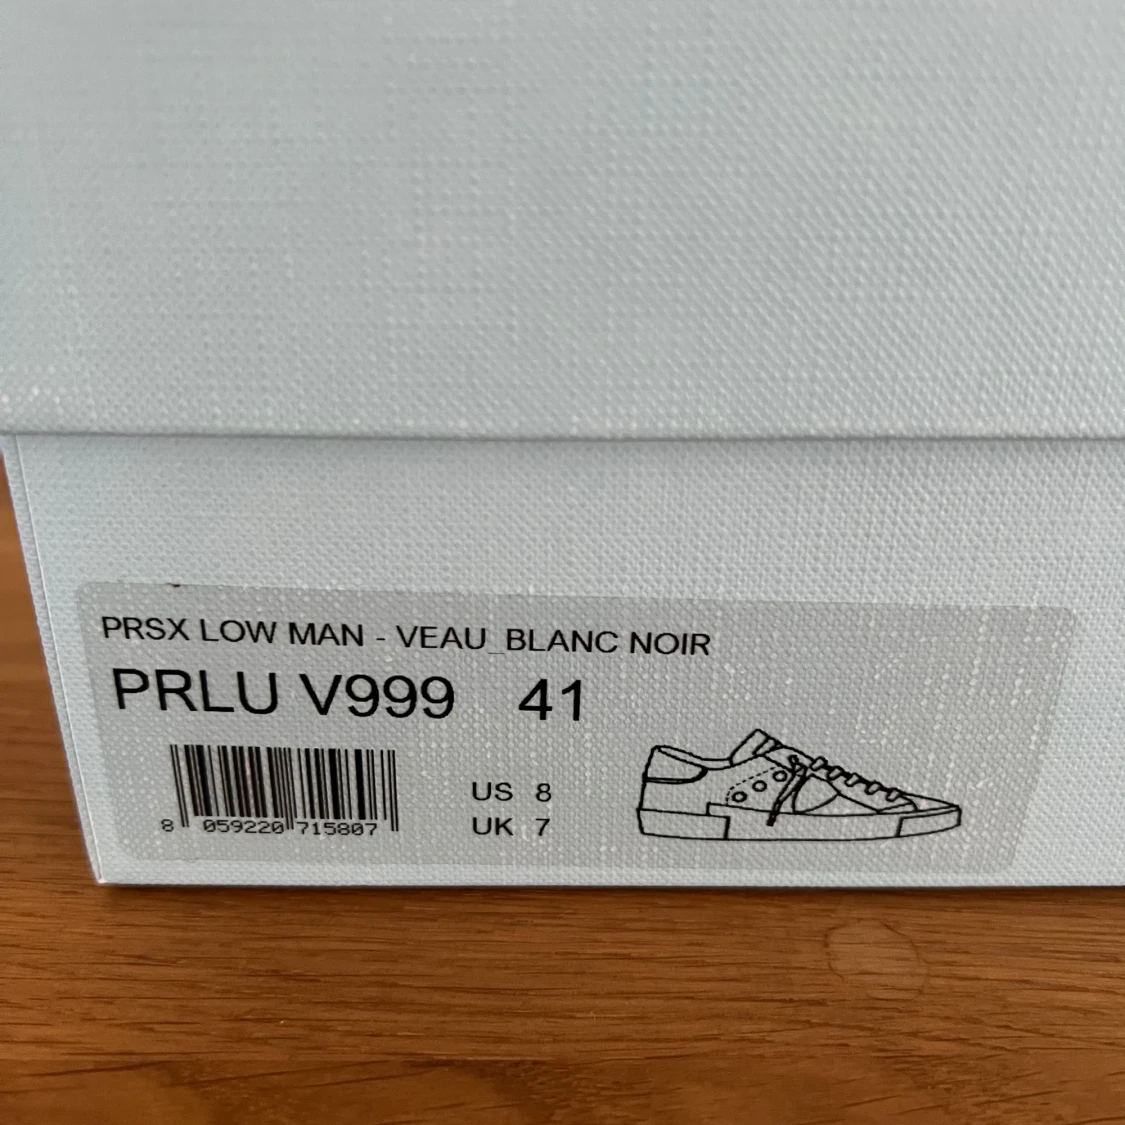 PRSX LOW MAN - VEAU_BLANC NOIR
PRLU V999 41
US 8
UK 7
8 059220 715807